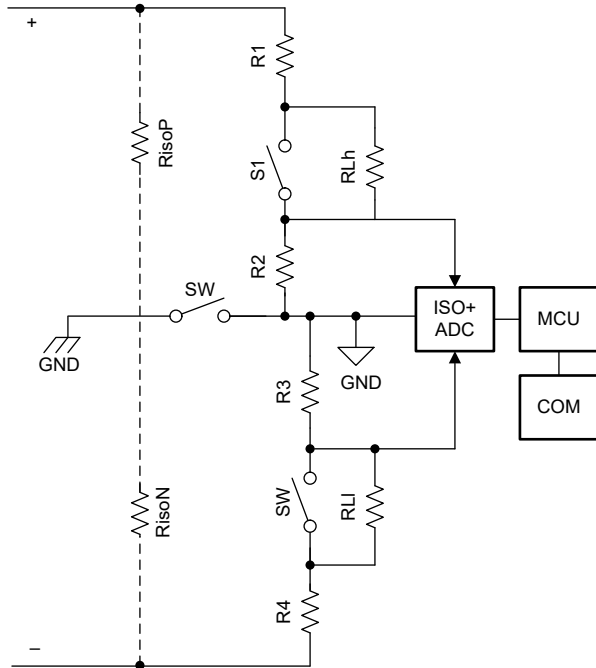 +
R1
RisoP
S1
RLh
R2
SW
ISO+
ADC
MCU
GND
GND
R3
COM
SW
RLl
RisoN
R4
–